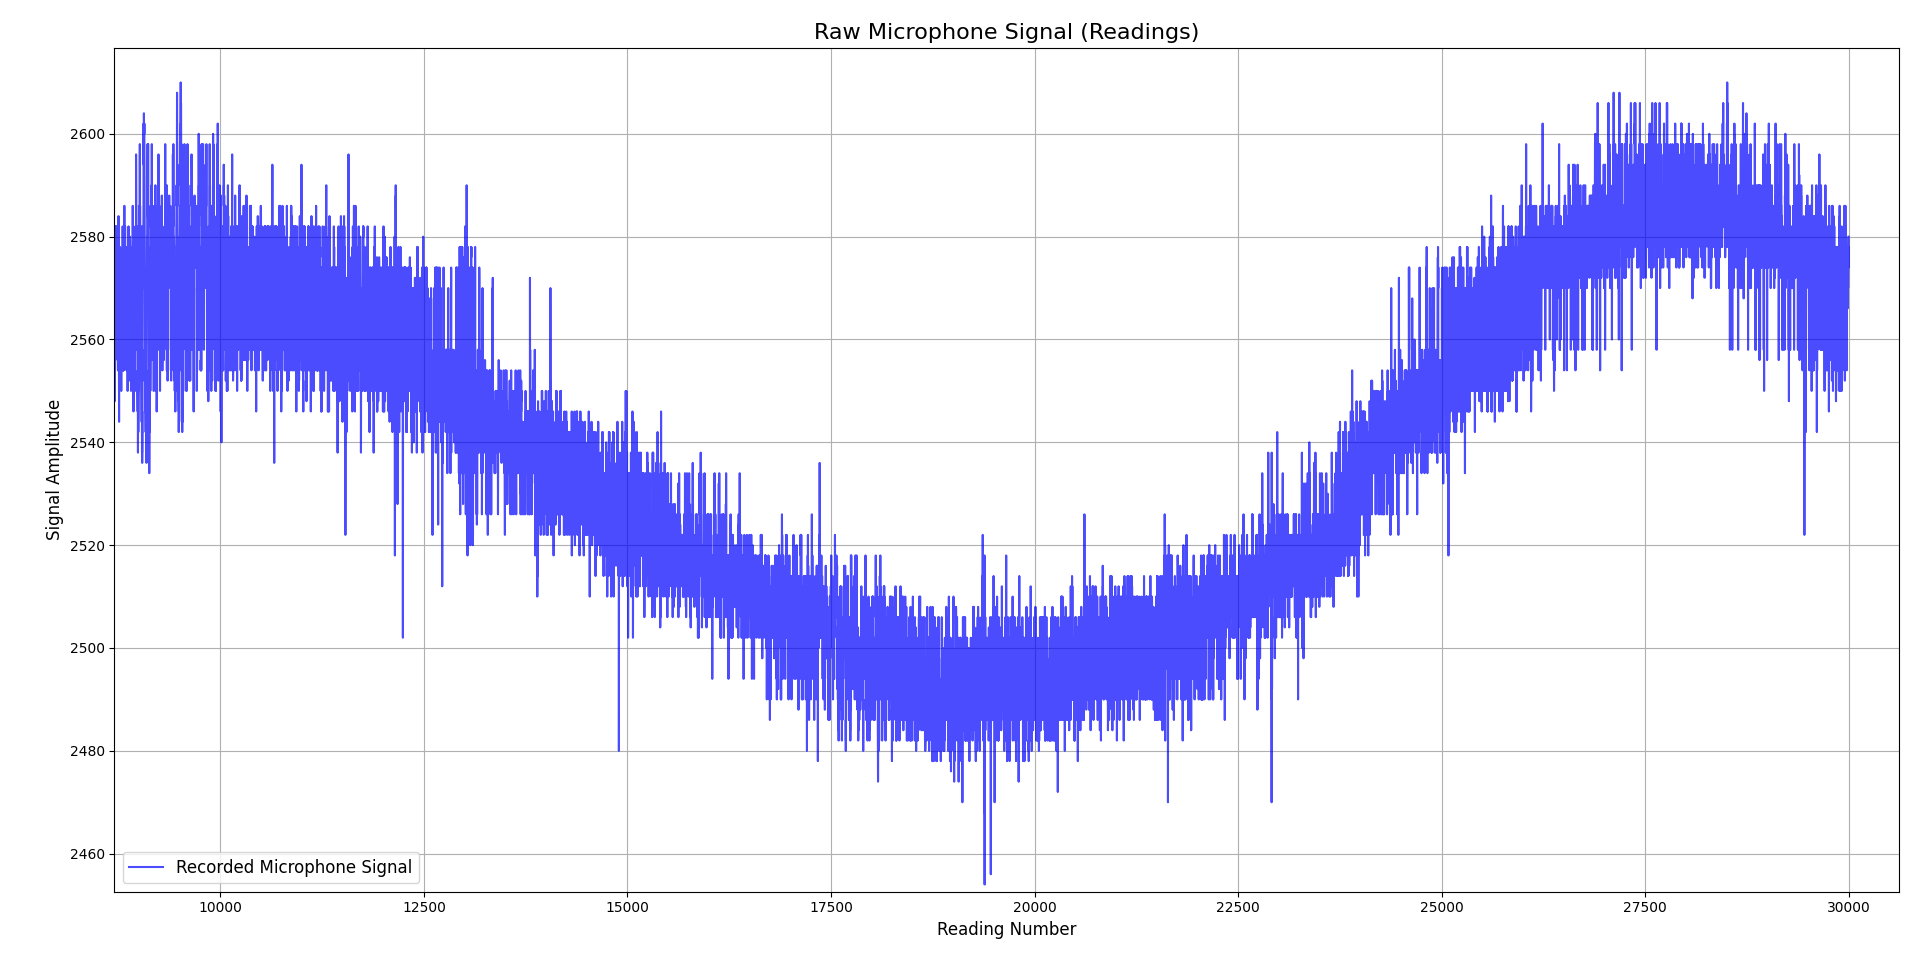 Raw Microphone Signal (Readings)
Signal Amplitude
2600
2580
2560
2540
2520
2500
2480
2460
Recorded Microphone Signal
10000 12500 15000 17500 20000 22500 25000 27500 30000
Reading Number